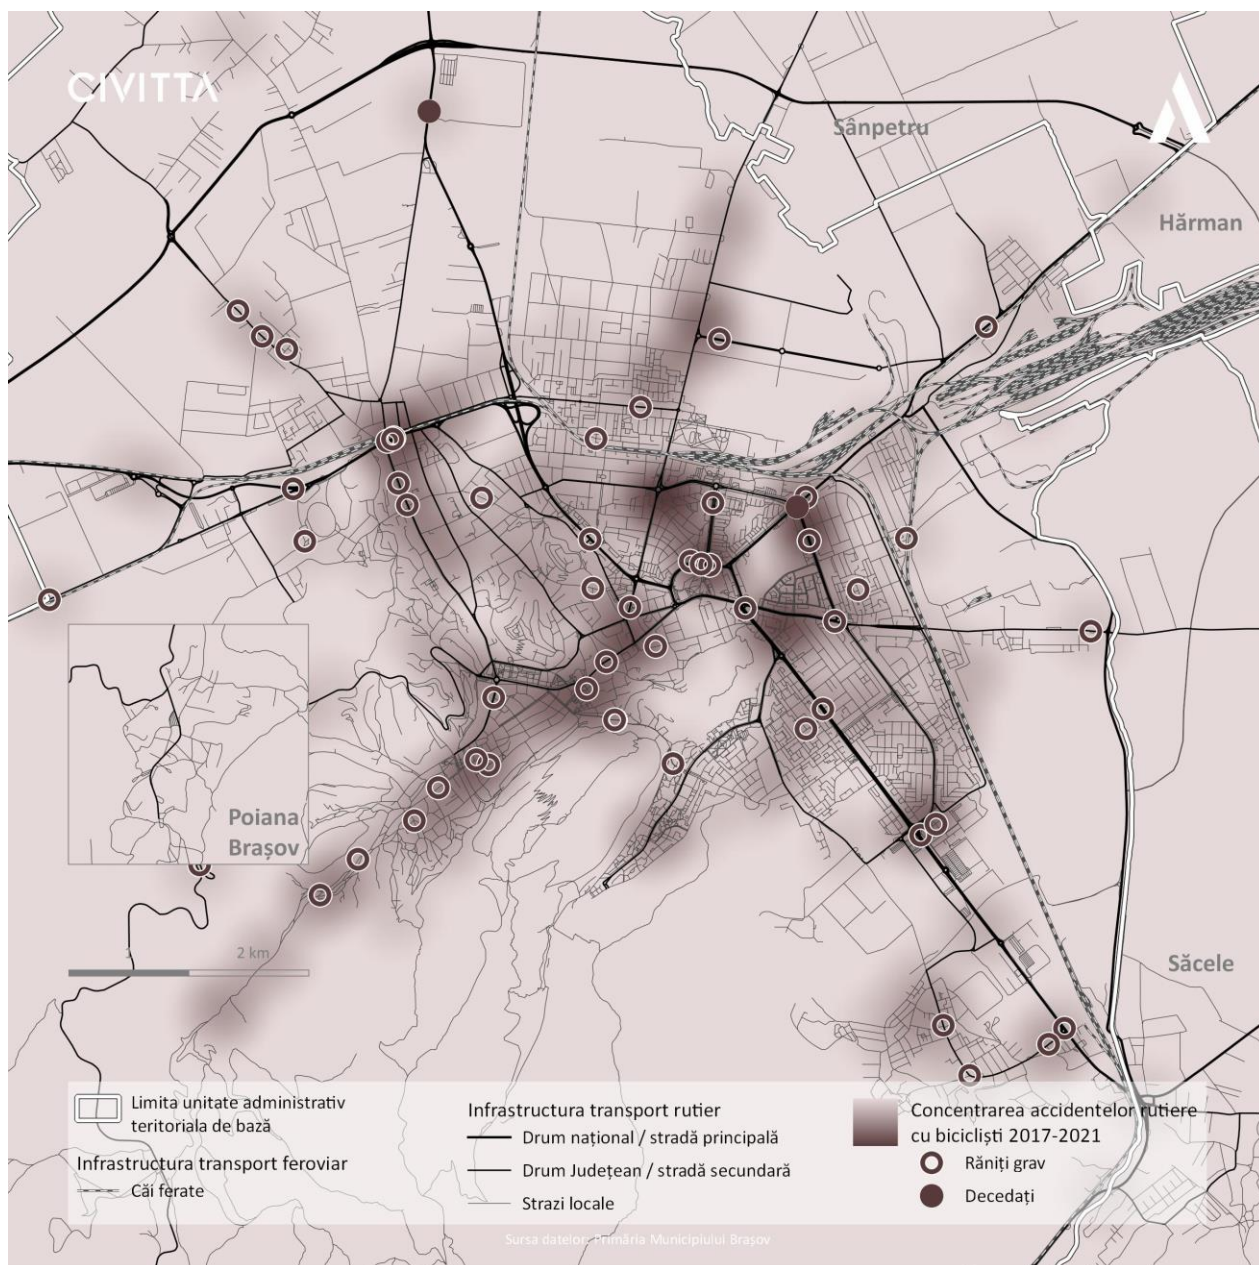 CIVITTA
Sânpetru
Hărman
Poiana
Brașov
2 km
Săcele
Limita unitate administrativ
teritoriala de bază
Infrastructura transport feroviar
Căi ferate
Infrastructura transport rutier
Drum național / stradă principală
Drum Județean / stradă secundară
Strazi locale
Concentrarea accidentelor rutiere
cu bicicliști 2017-2021
Răniți grav
Decedați
Sursa datelor: Primăria Municipiului Brașov